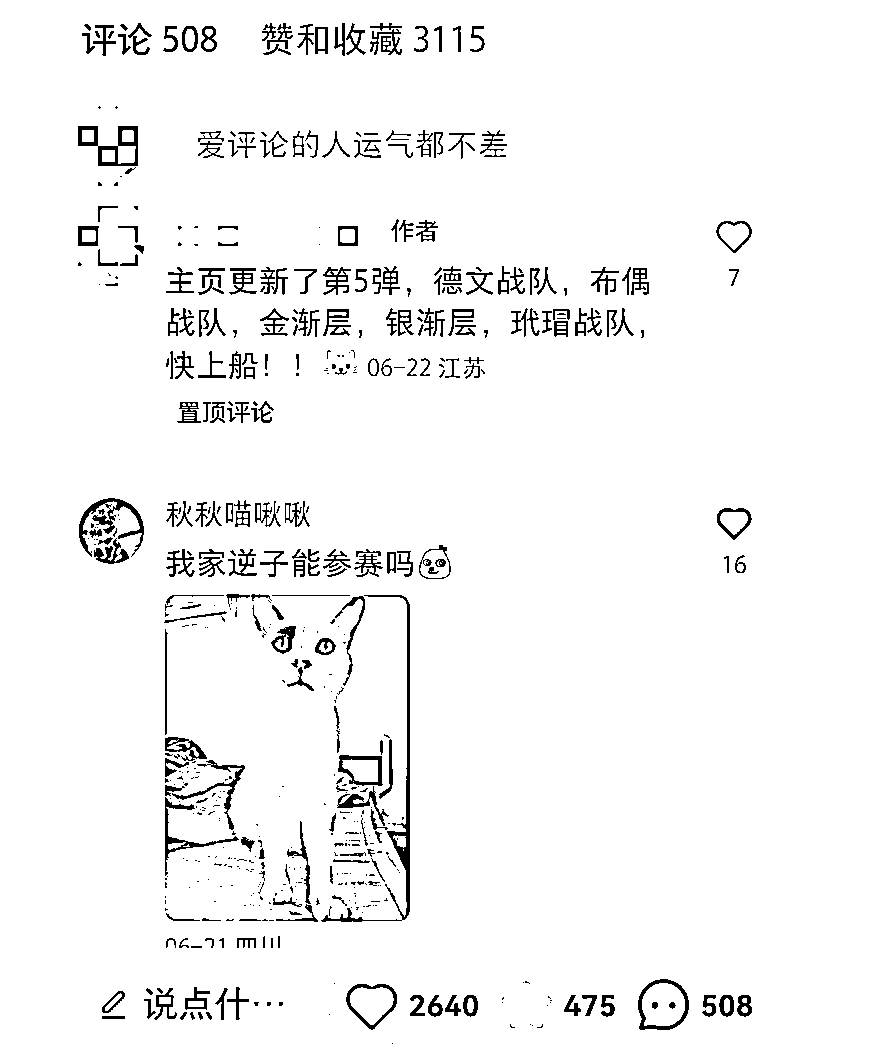 评论 508 赞和收藏 3115
爱评论的人运气都不差
作者
主页更新了第5弹，德文战队，布偶
7
战队，金渐层，银渐层，玳瑁战队，
快上船！！ 06-22 江苏
置顶评论
秋秋喵啾啾
我家逆子能参赛吗
16
06-21 四川
说点什… 2640 475 508